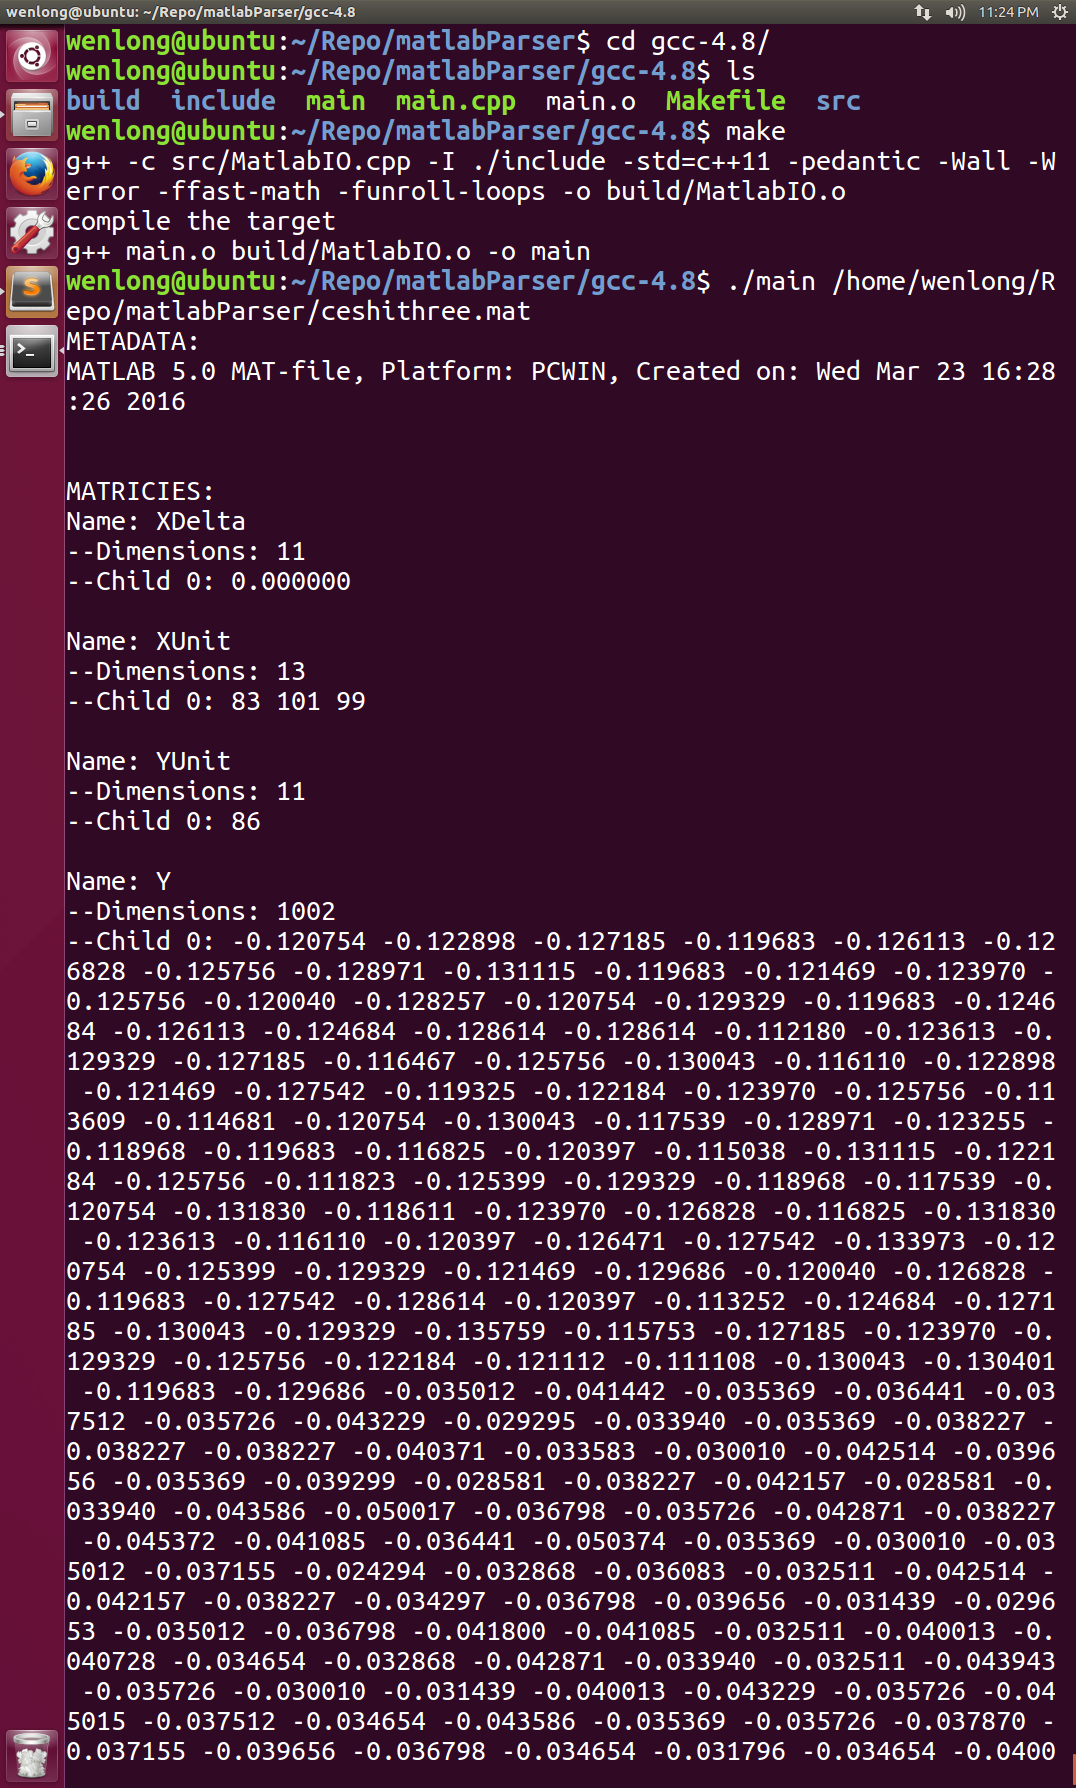 wenlong@ubuntu: ~/Repo/matlabParser/gcc-4.8
11:24 PM
wenlong@ubuntu:~/Repo/matlabParser$ cd gcc-4.8/
wenlong@ubuntu:~/Repo/matlabParser/gcc-4.8$ ls
build  include  main  main.cpp  main.o  Makefile  src
wenlong@ubuntu:~/Repo/matlabParser/gcc-4.8$ make
g++ -c src/MatlabIO.cpp -I ./include -std=c++11 -pedantic -Wall -W
error -ffast-math -funroll-loops -o build/MatlabIO.o
compile the target
g++ main.o build/MatlabIO.o -o main
wenlong@ubuntu:~/Repo/matlabParser/gcc-4.8$ ./main /home/wenlong/R
epo/matlabParser/ceshithree.mat
METADATA:
MATLAB 5.0 MAT-file, Platform: PCWIN, Created on: Wed Mar 23 16:28
:26 2016
MATRICIES:
Name: XDelta
--Dimensions: 11
--Child 0: 0.000000
Name: XUnit
--Dimensions: 13
--Child 0: 83 101 99
Name: YUnit
--Dimensions: 11
--Child 0: 86
Name: Y
--Dimensions: 1002
--Child 0: -0.120754 -0.122898 -0.127185 -0.119683 -0.126113 -0.12
6828 -0.125756 -0.128971 -0.131115 -0.119683 -0.121469 -0.123970 -
0.125756 -0.120040 -0.128257 -0.120754 -0.129329 -0.119683 -0.1246
84 -0.126113 -0.124684 -0.128614 -0.128614 -0.112180 -0.123613 -0.
129329 -0.127185 -0.116467 -0.125756 -0.130043 -0.116110 -0.122898
 -0.121469 -0.127542 -0.119325 -0.122184 -0.123970 -0.125756 -0.11
3609 -0.114681 -0.120754 -0.130043 -0.117539 -0.128971 -0.123255 -
0.118968 -0.119683 -0.116825 -0.120397 -0.115038 -0.131115 -0.1221
84 -0.125756 -0.111823 -0.125399 -0.129329 -0.118968 -0.117539 -0.
120754 -0.131830 -0.118611 -0.123970 -0.126828 -0.116825 -0.131830
 -0.123613 -0.116110 -0.120397 -0.126471 -0.127542 -0.133973 -0.12
0754 -0.125399 -0.129329 -0.121469 -0.129686 -0.120040 -0.126828 -
0.119683 -0.127542 -0.128614 -0.120397 -0.113252 -0.124684 -0.1271
85 -0.130043 -0.129329 -0.135759 -0.115753 -0.127185 -0.123970 -0.
129329 -0.125756 -0.122184 -0.121112 -0.111108 -0.130043 -0.130401
 -0.119683 -0.129686 -0.035012 -0.041442 -0.035369 -0.036441 -0.03
7512 -0.035726 -0.043229 -0.029295 -0.033940 -0.035369 -0.038227 -
0.038227 -0.038227 -0.040371 -0.033583 -0.030010 -0.042514 -0.0396
56 -0.035369 -0.039299 -0.028581 -0.038227 -0.042157 -0.028581 -0.
033940 -0.043586 -0.050017 -0.036798 -0.035726 -0.042871 -0.038227
 -0.045372 -0.041085 -0.036441 -0.050374 -0.035369 -0.030010 -0.03
5012 -0.037155 -0.024294 -0.032868 -0.036083 -0.032511 -0.042514 -
0.042157 -0.038227 -0.034297 -0.036798 -0.039656 -0.031439 -0.0296
53 -0.035012 -0.036798 -0.041800 -0.041085 -0.032511 -0.040013 -0.
040728 -0.034654 -0.032868 -0.042871 -0.033940 -0.032511 -0.043943
 -0.035726 -0.030010 -0.031439 -0.040013 -0.043229 -0.035726 -0.04
5015 -0.037512 -0.034654 -0.043586 -0.035369 -0.035726 -0.037870 -
0.037155 -0.039656 -0.036798 -0.034654 -0.031796 -0.034654 -0.0400